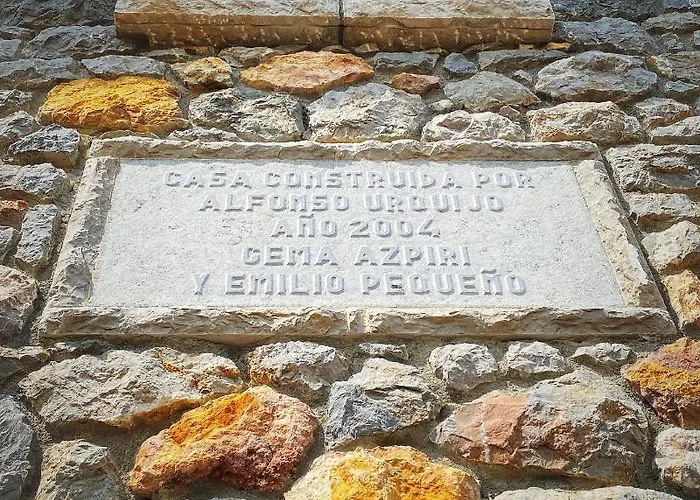 CASA CONSTRUIDA POR
ALFONSO URQUIJO
AÑO 2004
GEMA AZPIRI
Y EMILIO PEQUEÑO